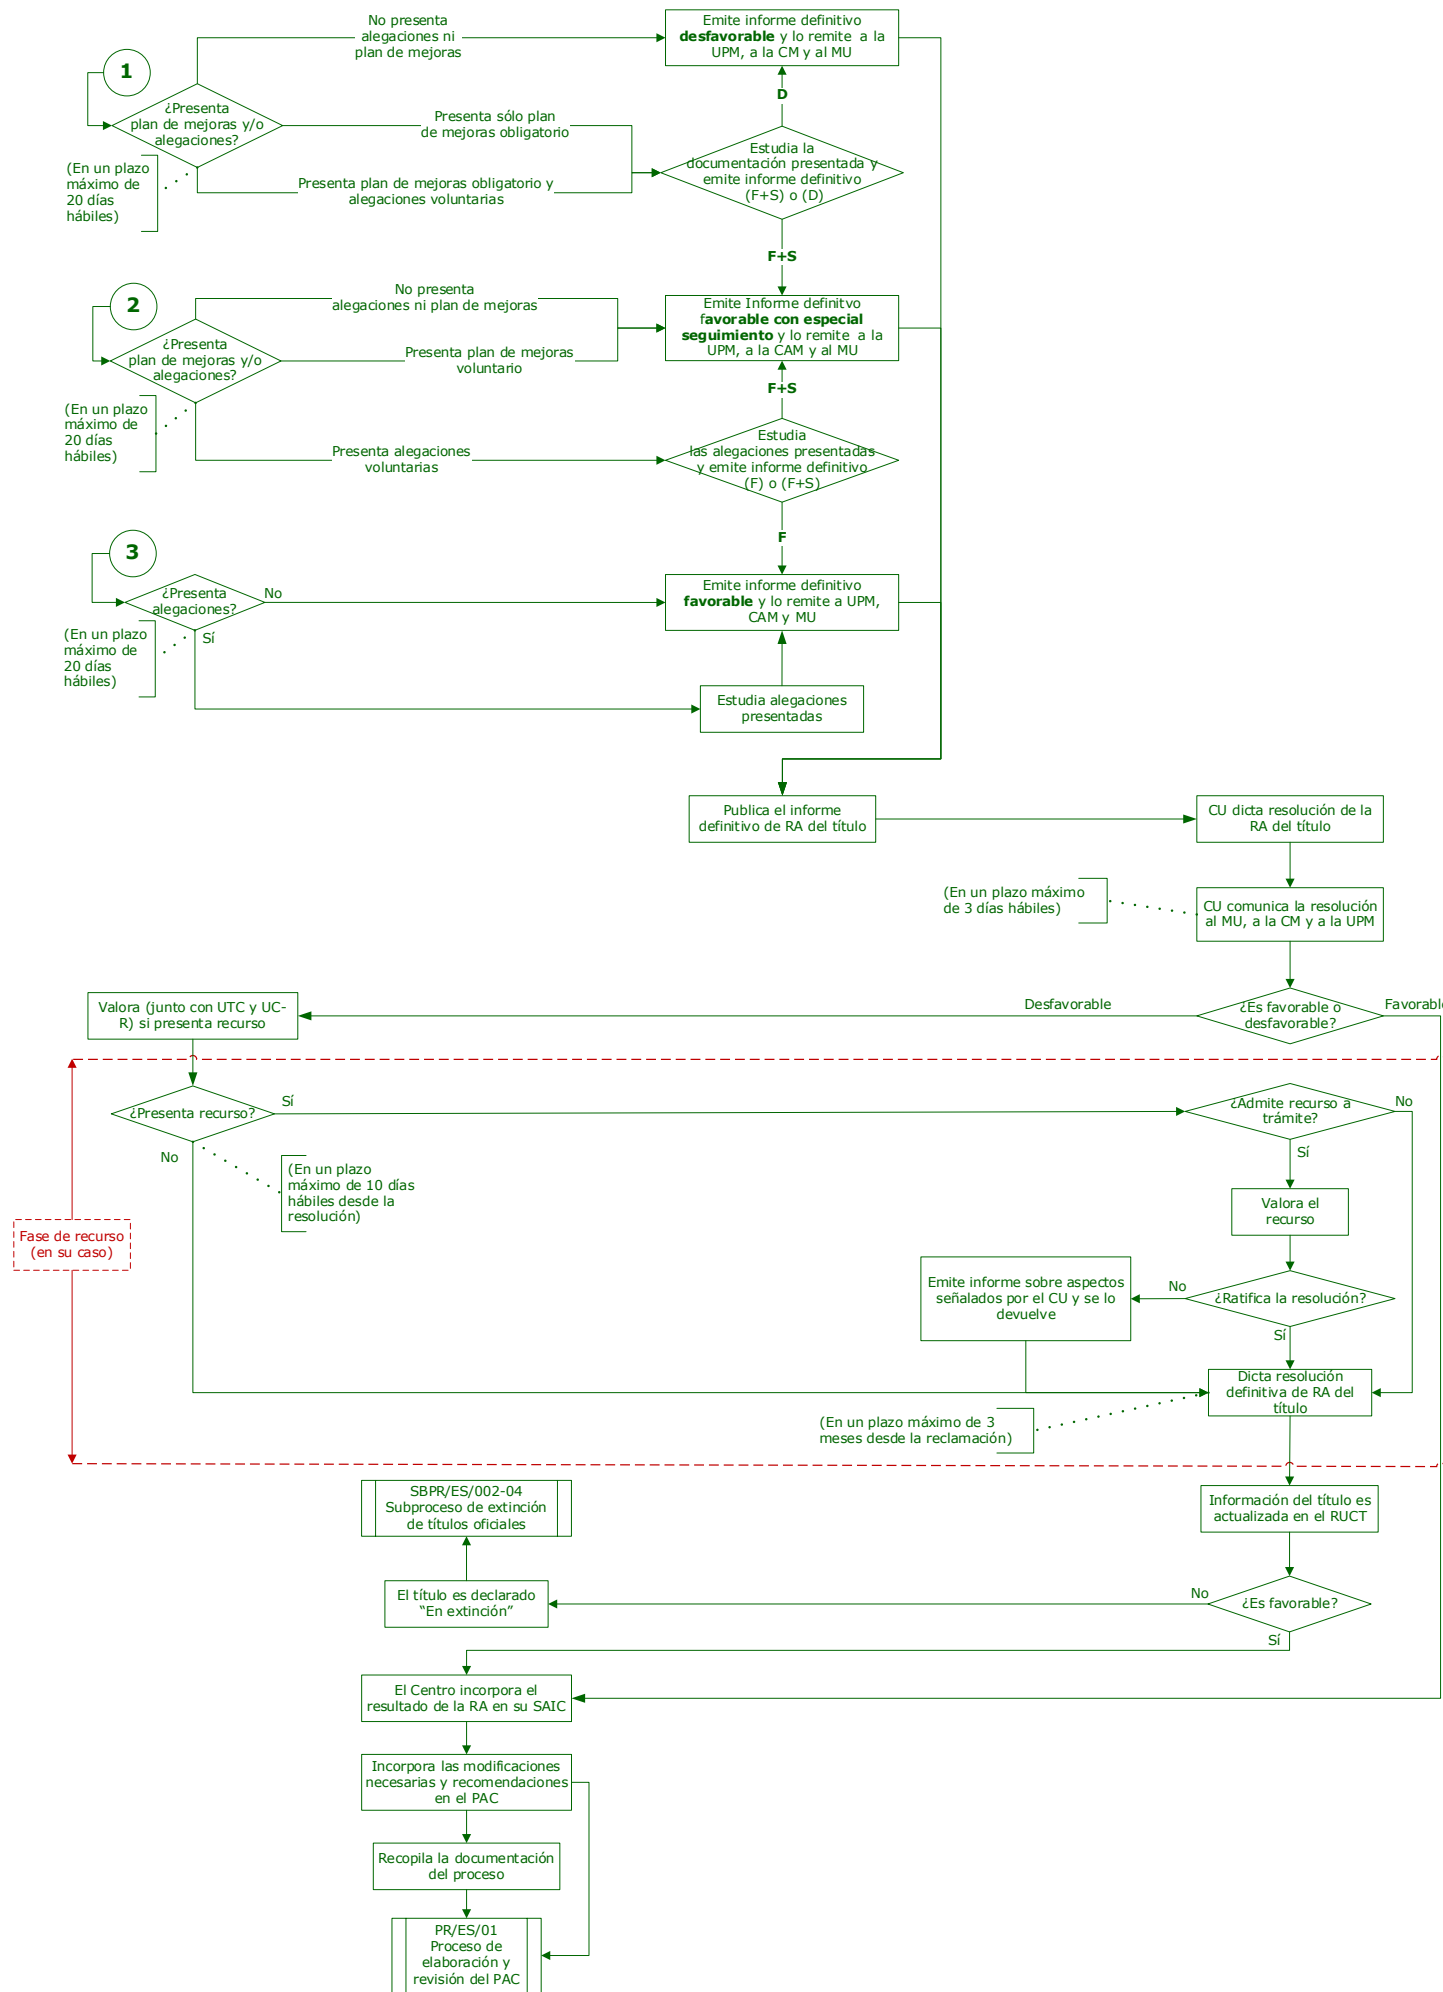 No presenta
alegaciones ni
plan de mejoras
Emite informe definitivo
desfavorable y lo remite a la
UPM, a la CM y al MU
1
¿Presenta
plan de mejoras y/o
alegaciones?
D
Presenta sólo plan
de mejoras obligatorio
Estudia la
documentación presentada y
emite informe definitivo
(F+S) o (D)
(En un plazo
máximo de
20 días
hábiles)
Presenta plan de mejoras obligatorio y
alegaciones voluntarias
F+S
2
No presenta
alegaciones ni plan de mejoras
Emite Informe definitvo
favorable con especial
seguimiento y lo remite a la
UPM, a la CAM y al MU
¿Presenta
plan de mejoras y/o
alegaciones?
Presenta plan de mejoras
voluntario
F+S
(En un plazo
máximo de
20 días
hábiles)
Presenta alegaciones
voluntarias
Estudia
las alegaciones presentadas
y emite informe definitivo
(F) o (F+S)
F
3
¿Presenta
alegaciones?
No
Emite informe definitivo
favorable y lo remite a UPM,
CAM y MU
(En un plazo
máximo de
20 días
hábiles)
Sí
Estudia alegaciones
presentadas
Publica el informe
definitivo de RA del título
CU dicta resolución de la
RA del título
(En un plazo máximo
de 3 días hábiles)
CU comunica la resolución
al MU, a la CM y a la UPM
Valora (junto con UTC y UC-
R) si presenta recurso
Desfavorable
¿Es favorable o
desfavorable?
Favorable
¿Presenta recurso?
Sí
¿Admite recurso a
trámite?
No
No
Sí
(En un plazo
máximo de 10 días
hábiles desde la
resolución)
Valora el
recurso
Fase de recurso
(en su caso)
Emite informe sobre aspectos
señalados por el CU y se lo
devuelve
No
¿Ratifica la resolución?
Sí
Dicta resolución
definitiva de RA del
título
(En un plazo máximo de 3
meses desde la reclamación)
SBPR/ES/002-04
Subproceso de extinción
de títulos oficiales
Información del título es
actualizada en el RUCT
El título es declarado
“En extinción”
No
¿Es favorable?
Sí
El Centro incorpora el
resultado de la RA en su SAIC
Incorpora las modificaciones
necesarias y recomendaciones
en el PAC
Recopila la documentación
del proceso
PR/ES/01
Proceso de
elaboración y
revisión del PAC